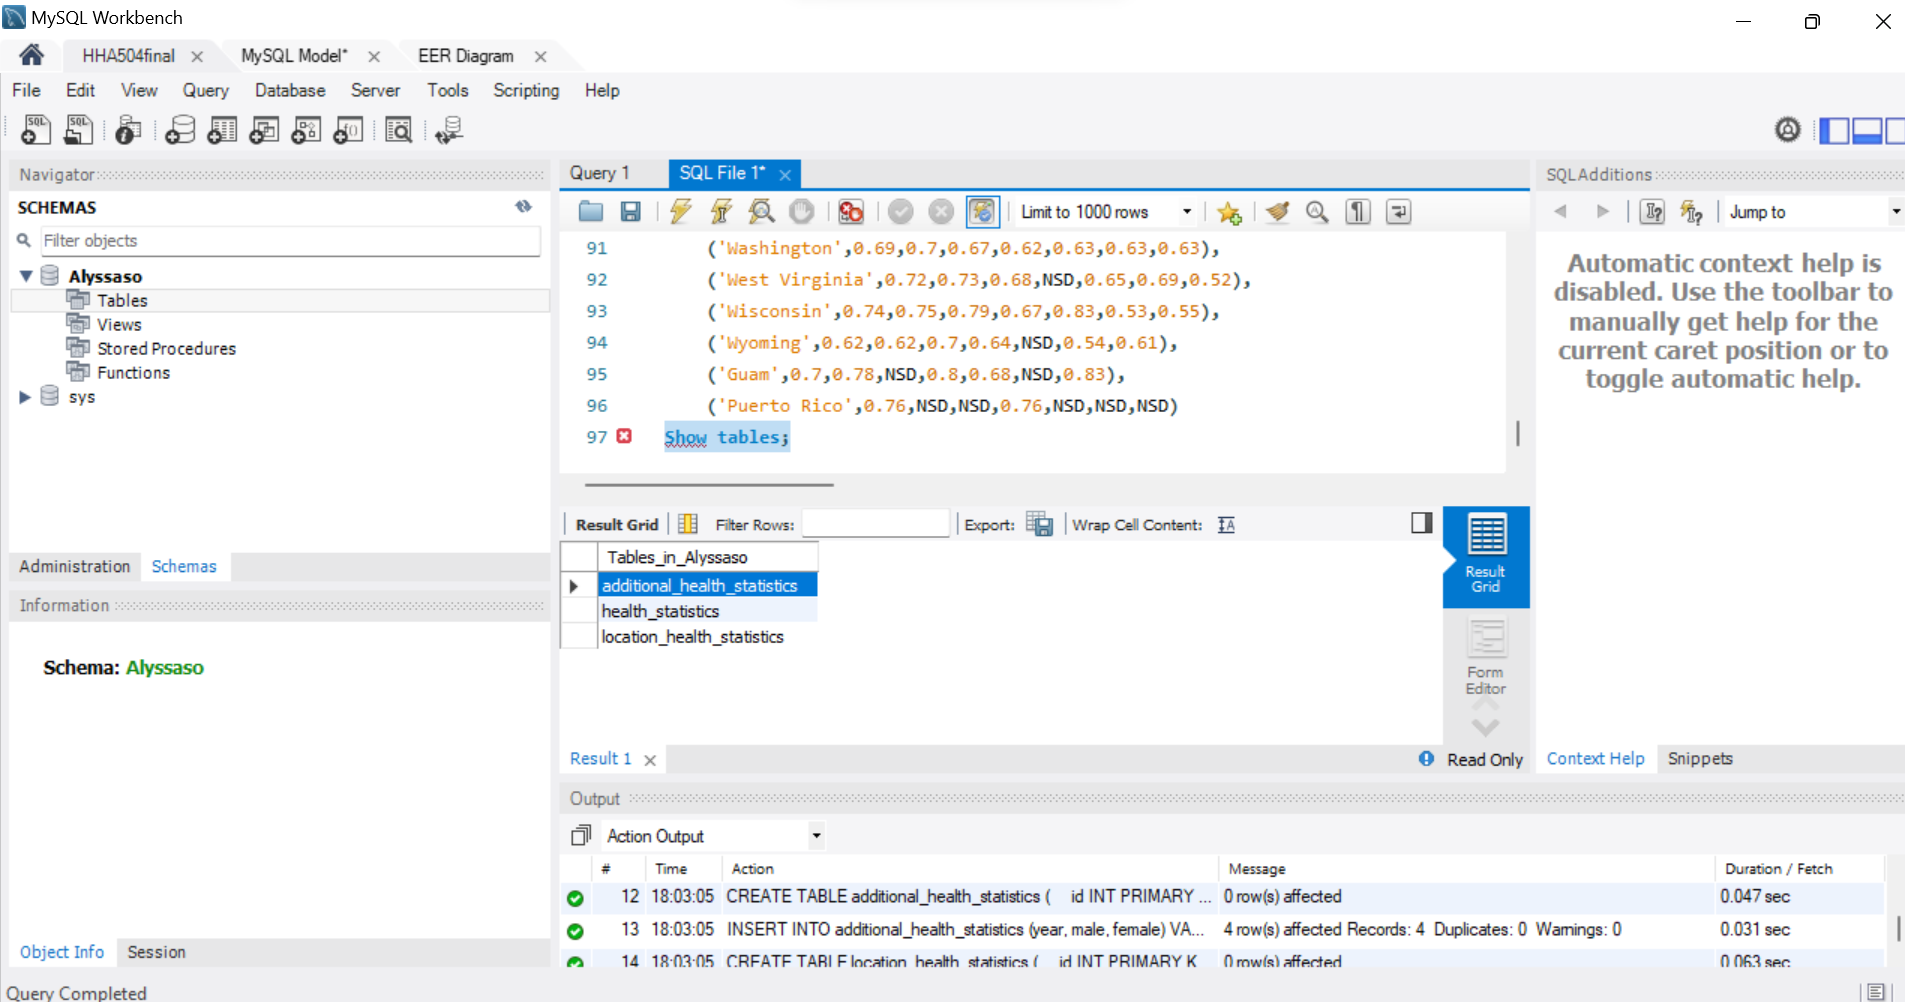 MySQL Workbench
HHA504final
MySQL Model*
EER Diagram
File Edit View Query Database Server Tools Scripting Help
Navigator
SCHEMAS
Filter objects
Alyssaso
Tables
Views
Stored Procedures
Functions
sys
Administration Schemas
Information
Schema: Alyssaso
Object Info Session
Query Completed
Query 1
SQL File 1*
Limit to 1000 rows
91 ('Washington',0.69,0.7,0.67,0.62,0.63,0.63,0.63),
92 ('West Virginia',0.72,0.73,0.68,NSD,0.65,0.69,0.52),
93 ('Wisconsin',0.74,0.75,0.79,0.67,0.83,0.53,0.55),
94 ('Wyoming',0.62,0.62,0.7,0.64,NSD,0.54,0.61),
95 ('Guam',0.7,0.78,NSD,0.8,0.68,NSD,0.83),
96 ('Puerto Rico',0.76,NSD,NSD,0.76,NSD,NSD,NSD)
97 Show tables;
Result Grid Filter Rows: Export: Wrap Cell Content:
Tables_in_Alyssaso
additional_health_statistics
health_statistics
location_health_statistics
Result
Grid
Form
Editor
Result 1
Read Only
SQLAdditions
Jump to
Automatic context help is
disabled. Use the toolbar to
manually get help for the
current caret position or to
toggle automatic help.
Context Help Snippets
Output
Action Output
# Time Action Message Duration / Fetch
12 18:03:05 CREATE TABLE additional_health_statistics ( id INT PRIMARY ... 0 row(s) affected 0.047 sec
13 18:03:05 INSERT INTO additional_health_statistics (year, male, female) VA... 4 row(s) affected Records: 4 Duplicates: 0 Warnings: 0 0.031 sec
14 18:03:05 CREATE TABLE location_health_statistics ( id INT PRIMARY K 0 row(s) affected 0.063 sec